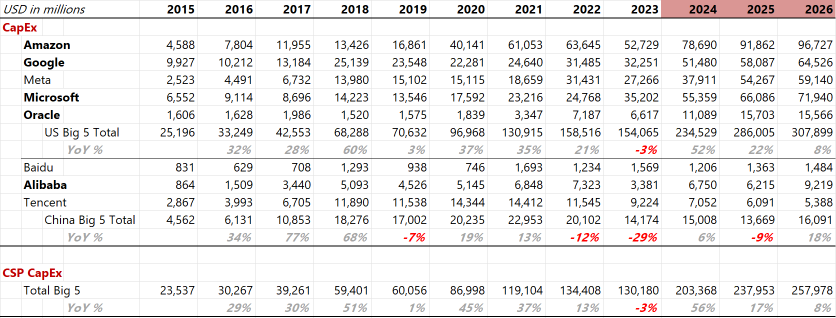 USD in millions 2015 2016 2017 2018 2019 2020 2021 2022 2023 2024 2025 2026
CapEx
Amazon 4,588 7,804 11,955 13,426 16,861 40,141 61,053 63,645 52,729 78,690 91,862 96,727
Google 9,927 10,212 13,184 25,139 23,548 22,281 24,640 31,485 32,251 51,480 58,087 64,526
Meta 2,523 4,491 6,732 13,980 15,102 15,115 18,659 31,431 27,266 37,911 54,267 59,140
Microsoft 6,552 9,114 8,696 14,223 13,546 17,592 23,216 24,768 35,202 55,359 66,086 71,940
Oracle 1,606 1,628 1,986 1,520 1,575 1,839 3,347 7,187 6,617 11,089 15,703 15,566
US Big 5 Total 25,196 33,249 42,553 68,288 70,632 96,968 130,915 158,516 154,065 234,529 286,005 307,899
YoY % 32% 28% 60% 3% 37% 35% 21% -3% 52% 22% 8%
Baidu 831 629 708 1,293 938 746 1,693 1,234 1,569 1,206 1,363 1,484
Alibaba 864 1,509 3,440 5,093 4,526 5,145 6,848 7,323 3,381 6,750 6,215 9,219
Tencent 2,867 3,993 6,705 11,890 11,538 14,344 14,412 11,545 9,224 7,052 6,091 5,388
China Big 5 Total 4,562 6,131 10,853 18,276 17,002 20,235 22,953 20,102 14,174 15,008 13,669 16,091
YoY % 34% 77% 68% -7% 19% 13% -12% -29% 6% -9% 18%
CSP CapEx
Total Big 5 23,537 30,267 39,261 59,401 60,056 86,998 119,104 134,408 130,180 203,368 237,953 257,978
YoY % 29% 30% 51% 1% 45% 37% 13% -3% 56% 17% 8%